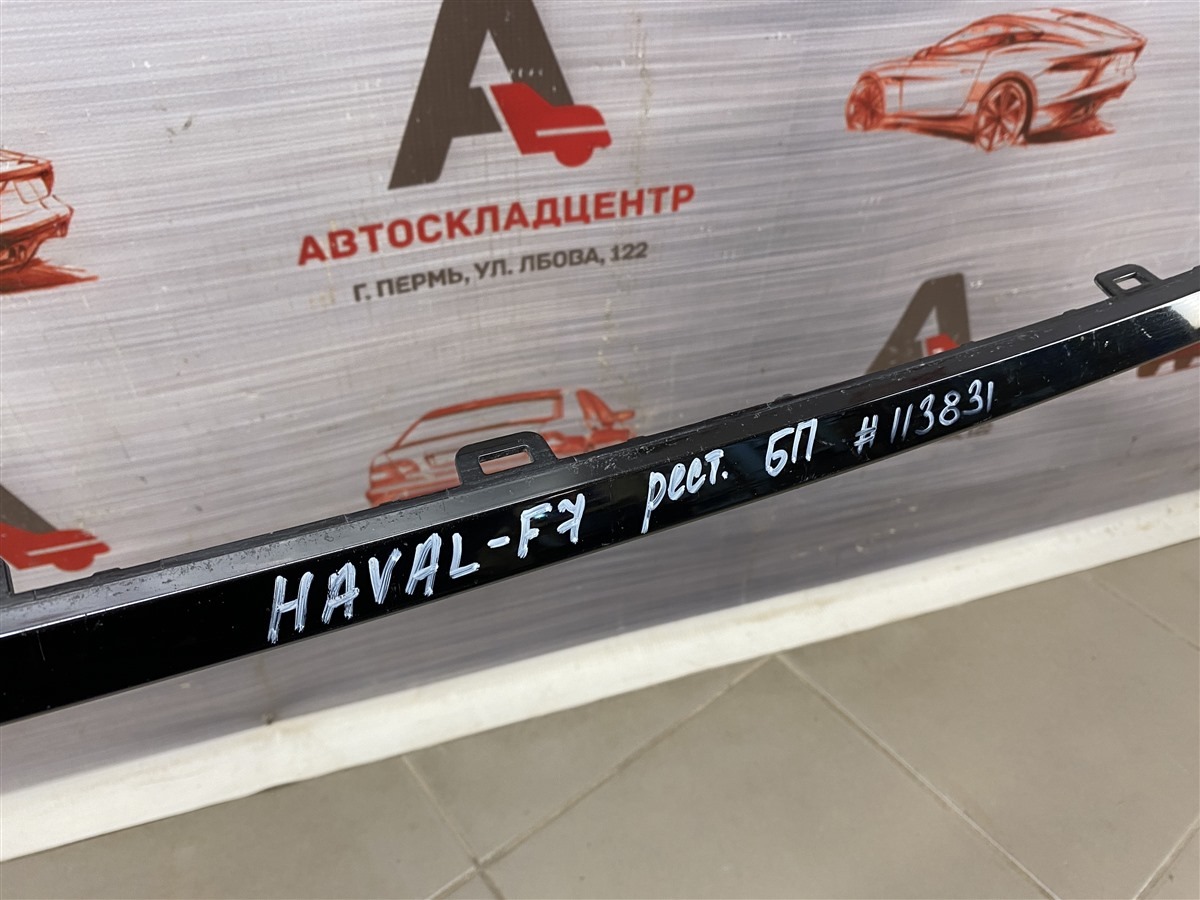 АВТОСКЛАДЦЕНТР
Г. ПЕРМЬ, УЛ. ЛБОВА, 122
HAVAL-F7 рест. БП #113831